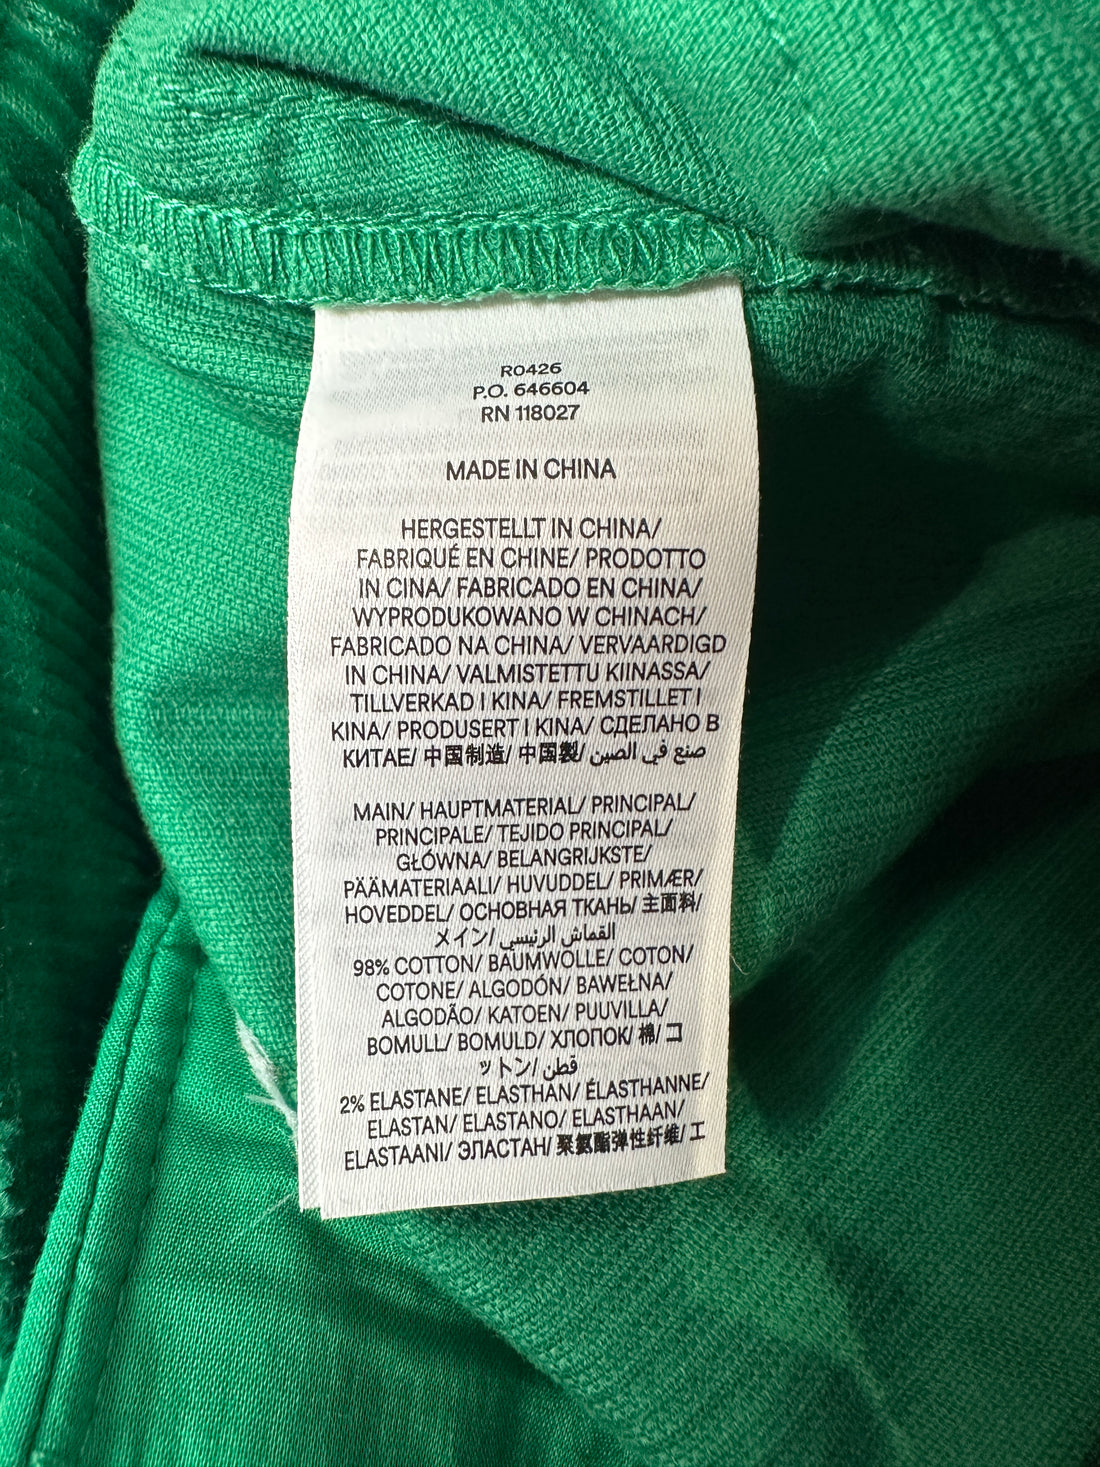 R0426
P.O. 646604
RN 118027
MADE IN CHINA
HERGESTELLT IN CHINA/
FABRIQUÉ EN CHINE/ PRODOTTO
IN CINA/ FABRICADO EN CHINA/
WYPRODUKOWANO W CHINACH/
FABRICADO NA CHINA/ VERVAARDIGD
IN CHINA/ VALMISTETTU KIINASSA/
TILLVERKAD I KINA/ FREMSTILLET I
KINA/ PRODUSERT I KINA/ СДЕЛАНО В
КИТАЕ/ 中国制造/ 中国製/ صنع في الصين
MAIN/ HAUPTMATERIAL/ PRINCIPAL/
PRINCIPALE/ TEJIDO PRINCIPAL/
GŁÓWNA/ BELANGRIJKSTE/
PÄÄMATERIAALI/ HUVUDDEL/ PRIMÆR/
HOVEDDEL/ ОСНОВНАЯ ТКАНЬ/ 主面料/
メイン/ القماش الرئيسي
98% COTTON/ BAUMWOLLE/ COTON/
COTONE/ ALGODÓN/ BAWEŁNA/
ALGODÃO/ KATOEN/ PUUVILLA/
BOMULL/ BOMULD/ ХЛОПОК/ 棉/ コ
ットン/ قطن
2% ELASTANE/ ELASTHAN/ ÉLASTHANNE/
ELASTAN/ ELASTANO/ ELASTHAAN/
ELASTAANI/ ЭЛАСТАН/ 聚氨酯弹性纤维/ エ